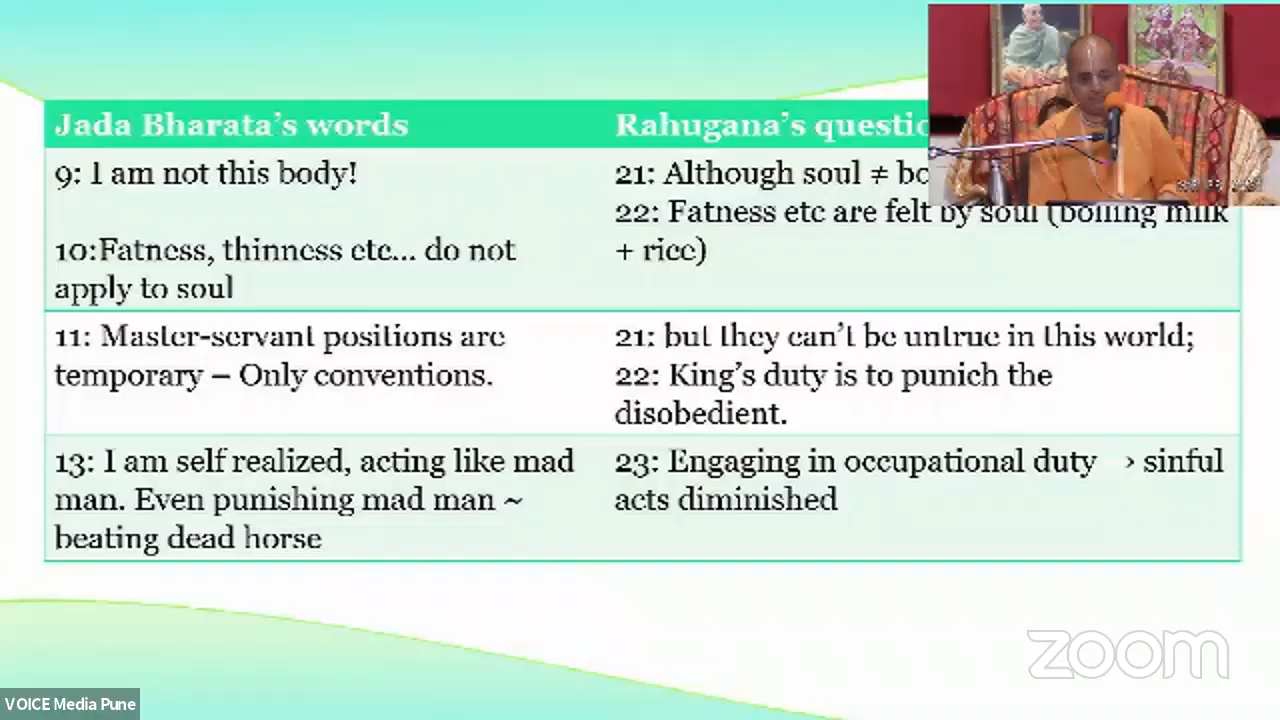 Jada Bharata's words
Rahugana's questio
9: I am not this body!
10:Fatness, thinness etc... do not
apply to soul
21: Although soul ≠ bo
22: Fatness etc are felt by soul (boiling milk
+ rice)
11: Master-servant positions are
temporary – Only conventions.
21: but they can't be untrue in this world;
22: King's duty is to punich the
disobedient.
13: I am self realized, acting like mad
man. Even punishing mad man ~
beating dead horse
23: Engaging in occupational duty → sinful
acts diminished
zoom
VOICE Media Pune